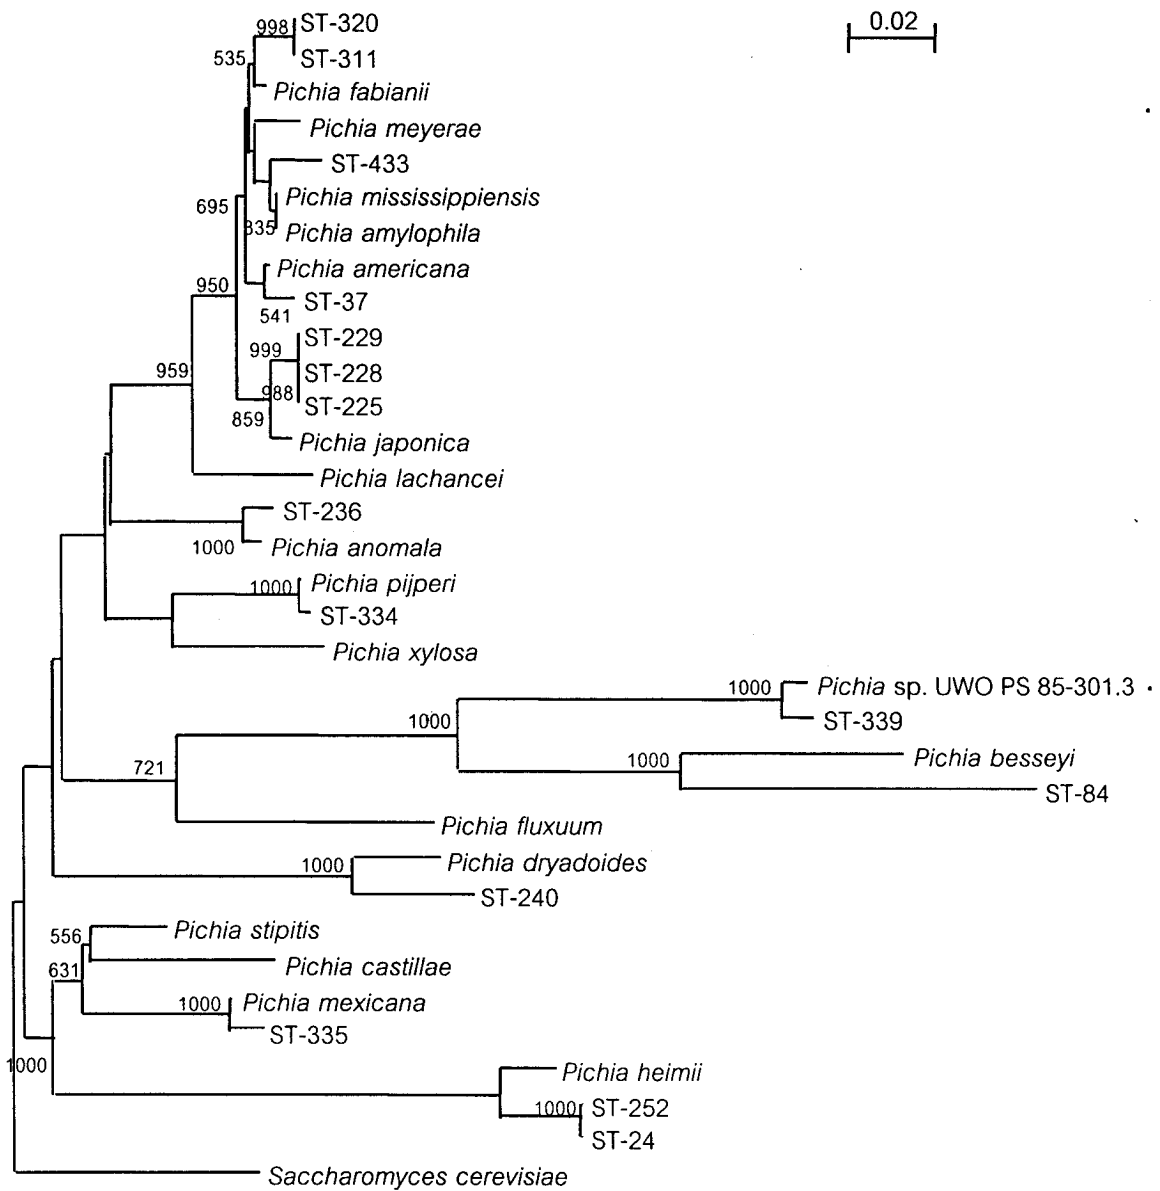 998 ST-320
0.02
535 ST-311
Pichia fabianii
Pichia meyerae
ST-433
695 Pichia mississippiensis
835 Pichia amylophila
Pichia americana
950 ST-37
541
ST-229
999
959 ST-228
988
ST-225
859
Pichia japonica
Pichia lachancei
ST-236
1000 Pichia anomala
1000 Pichia pijperi
ST-334
Pichia xylosa
1000 Pichia sp. UWO PS 85-301.3
1000 ST-339
1000 Pichia besseyi
721
ST-84
Pichia fluxuum
1000 Pichia dryadoides
ST-240
Pichia stipitis
556
Pichia castillae
631
1000 Pichia mexicana
ST-335
1000
Pichia heimii
1000 ST-252
ST-24
Saccharomyces cerevisiae